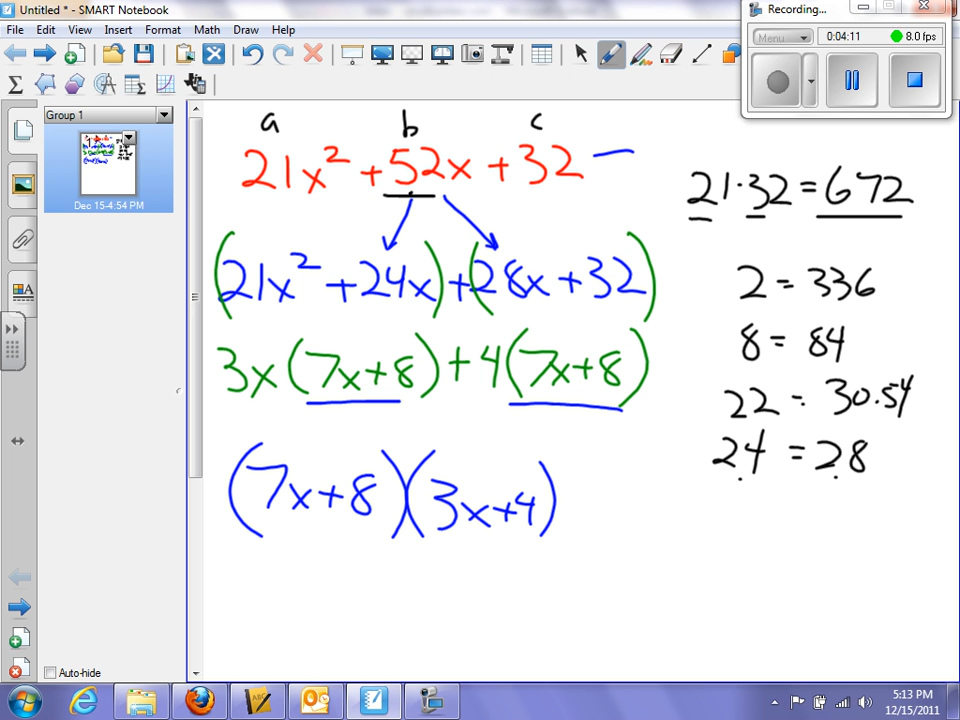 Untitled * - SMART Notebook
Recording...
File Edit View Insert Format Math Draw Help
Menu 0:04:11 8.0 fps
Group 1
Dec 15-4:54 PM
a b c
21x² + 52x + 32 —
21·32 = 672
(21x² + 24x) + (28x + 32)
2 = 336
8 = 84
3x(7x+8) + 4(7x+8)
22 = 30.54
24 = 28
(7x+8)(3x+4)
Auto-hide
5:13 PM
12/15/2011